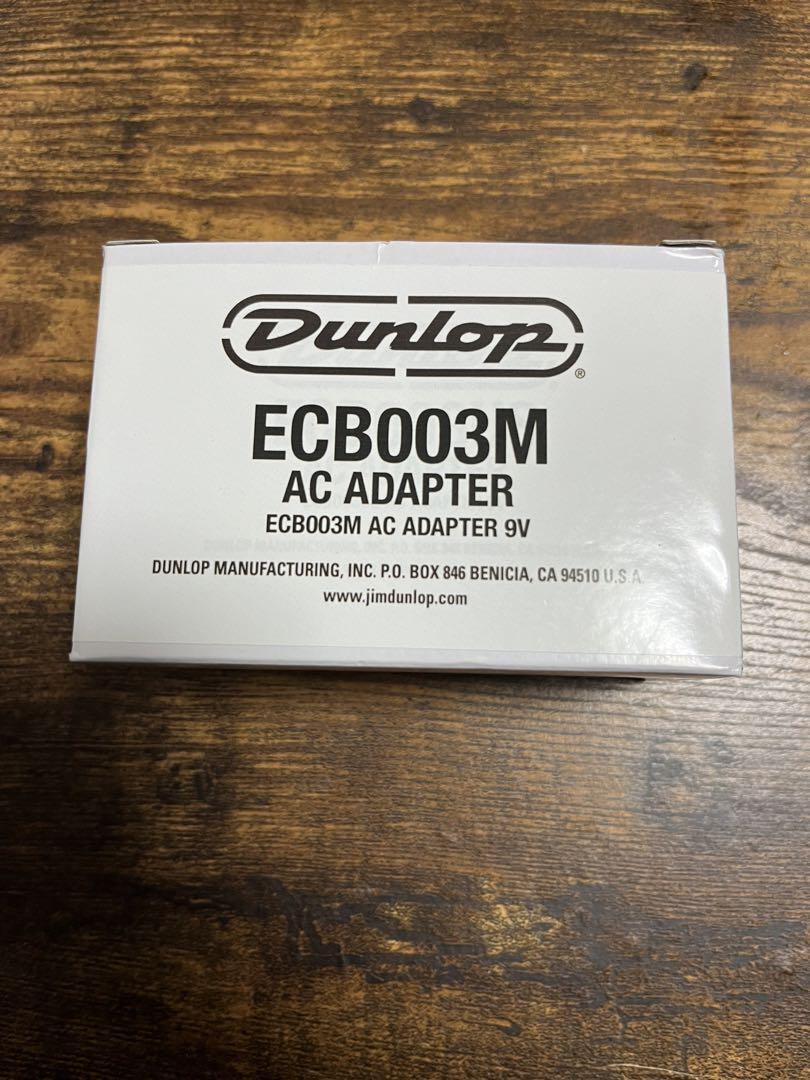 Dunlop®
ECB003M
AC ADAPTER
ECB003M AC ADAPTER 9V
DUNLOP MANUFACTURING, INC. P.O. BOX 846 BENICIA, CA 94510 U.S.A.
www.jimdunlop.com